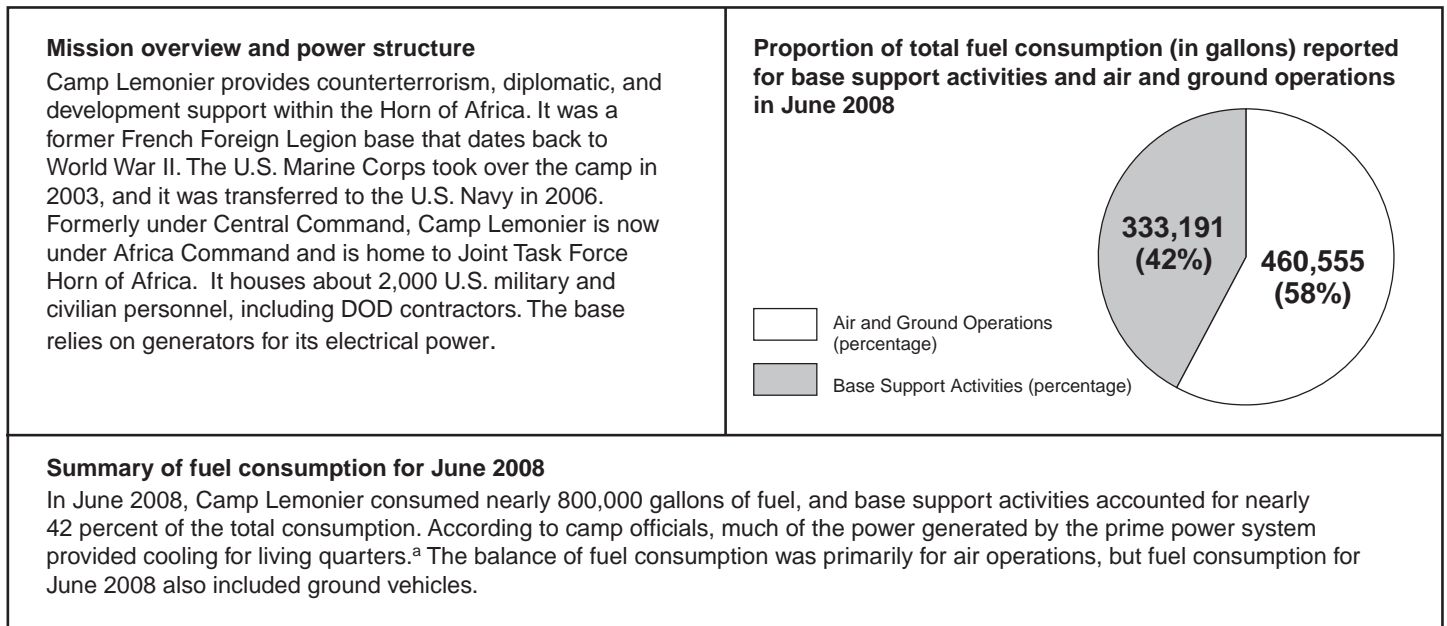 Mission overview and power structure
Camp Lemonier provides counterterrorism, diplomatic, and
development support within the Horn of Africa. It was a
former French Foreign Legion base that dates back to
World War II. The U.S. Marine Corps took over the camp in
2003, and it was transferred to the U.S. Navy in 2006.
Formerly under Central Command, Camp Lemonier is now
under Africa Command and is home to Joint Task Force
Horn of Africa.  It houses about 2,000 U.S. military and
civilian personnel, including DOD contractors. The base
relies on generators for its electrical power.
Proportion of total fuel consumption (in gallons) reported
for base support activities and air and ground operations
in June 2008
333,191
(42%)
460,555
(58%)
Air and Ground Operations
(percentage)
Base Support Activities (percentage)
Summary of fuel consumption for June 2008
In June 2008, Camp Lemonier consumed nearly 800,000 gallons of fuel, and base support activities accounted for nearly
42 percent of the total consumption. According to camp officials, much of the power generated by the prime power system
provided cooling for living quarters.ᵃ The balance of fuel consumption was primarily for air operations, but fuel consumption for
June 2008 also included ground vehicles.